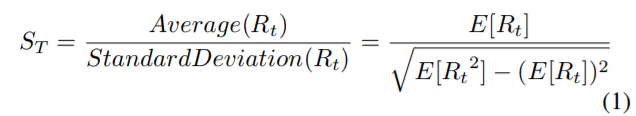 S_T = Average(R_t) / StandardDeviation(R_t) = E[R_t] / √(E[R_t²] − (E[R_t])²)
(1)